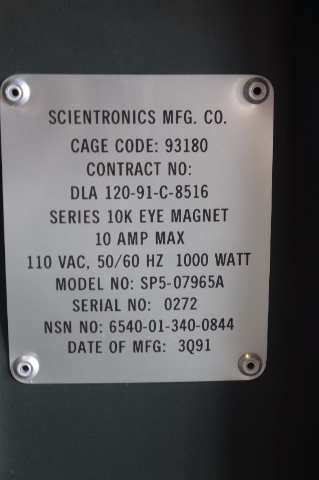 SCIENTRONICS MFG. CO.
CAGE CODE: 93180
CONTRACT NO:
DLA 120-91-C-8516
SERIES 10K EYE MAGNET
10 AMP MAX
110 VAC, 50/60 HZ 1000 WATT
MODEL NO: SP5-07965A
SERIAL NO: 0272
NSN NO: 6540-01-340-0844
DATE OF MFG: 3Q91